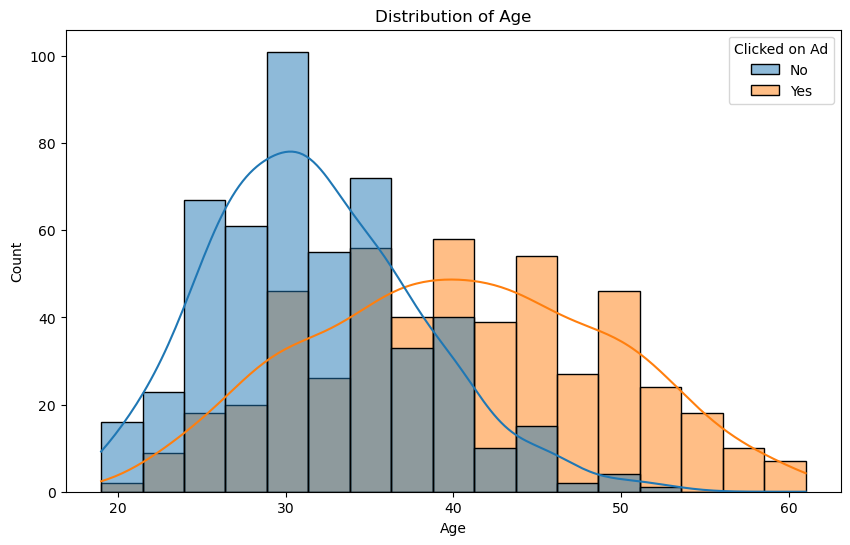 Distribution of Age
Clicked on Ad
No
Yes
100
80
60
40
20
0
Count
20 30 40 50 60
Age